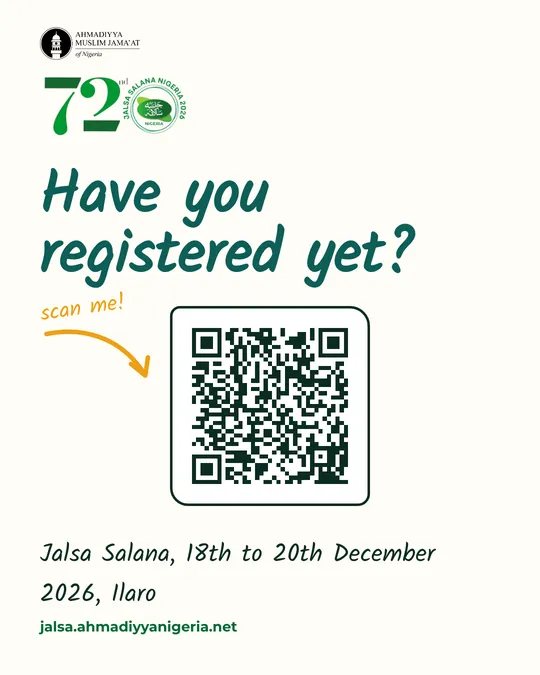 AHMADIYYA
MUSLIM JAMA'AT
of Nigeria
72nd
JALSA SALANA NIGERIA 2026
NIGERIA
Have you
registered yet?
scan me!
Jalsa Salana, 18th to 20th December
2026, Ilaro
jalsa.ahmadiyyanigeria.net